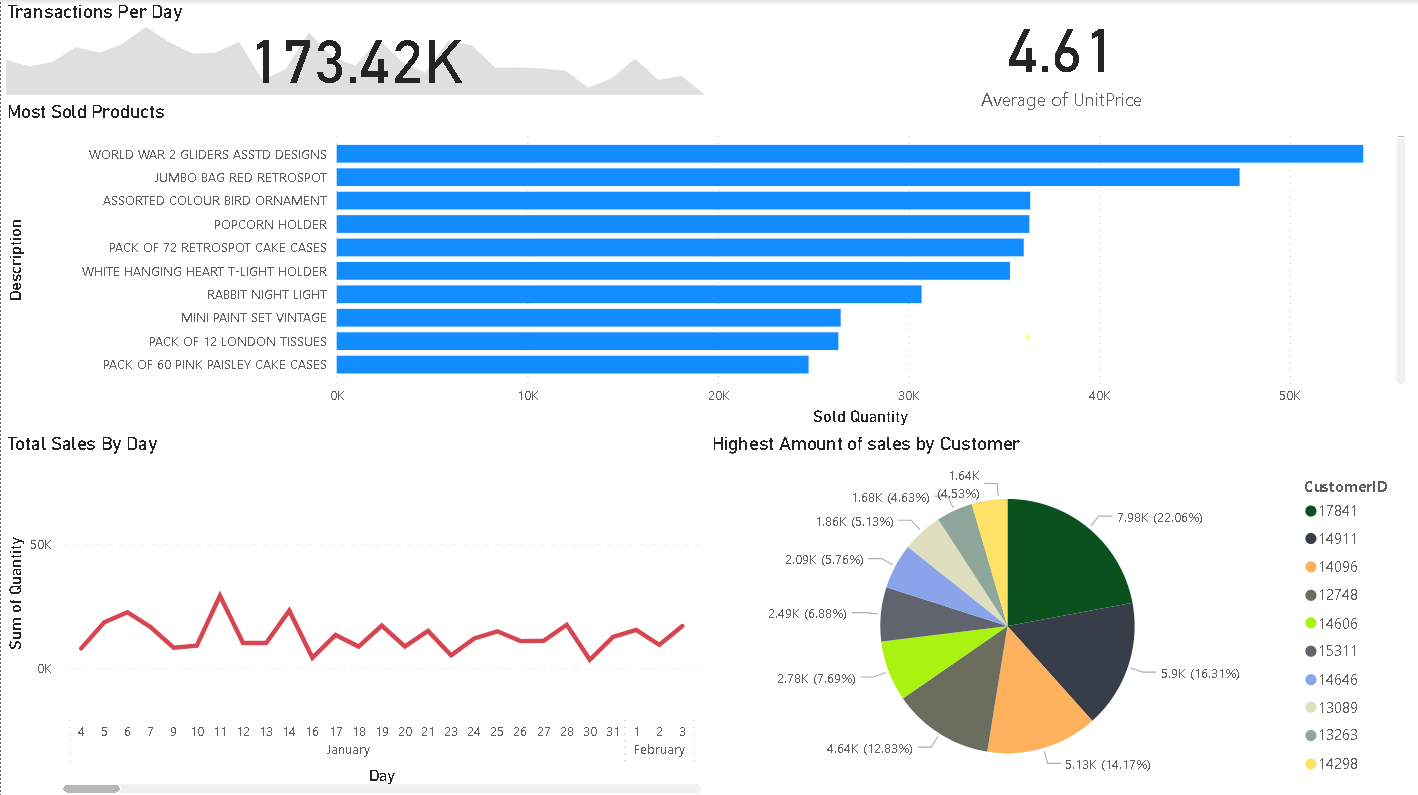 Transactions Per Day
173.42K
4.61
Average of UnitPrice
Most Sold Products
Description
WORLD WAR 2 GLIDERS ASSTD DESIGNS
JUMBO BAG RED RETROSPOT
ASSORTED COLOUR BIRD ORNAMENT
POPCORN HOLDER
PACK OF 72 RETROSPOT CAKE CASES
WHITE HANGING HEART T-LIGHT HOLDER
RABBIT NIGHT LIGHT
MINI PAINT SET VINTAGE
PACK OF 12 LONDON TISSUES
PACK OF 60 PINK PAISLEY CAKE CASES
0K 10K 20K 30K 40K 50K
Sold Quantity
Total Sales By Day
Sum of Quantity
50K
0K
4 5 6 7 9 10 11 12 13 14 16 17 18 19 20 21 23 24 25 26 27 28 30 31 1 2 3
January February
Day
Highest Amount of sales by Customer
7.98K (22.06%)
5.9K (16.31%)
5.13K (14.17%)
4.64K (12.83%)
2.78K (7.69%)
2.49K (6.88%)
2.09K (5.76%)
1.86K (5.13%)
1.68K (4.63%)
1.64K
(4.53%)
CustomerID
17841
14911
14096
12748
14606
15311
14646
13089
13263
14298